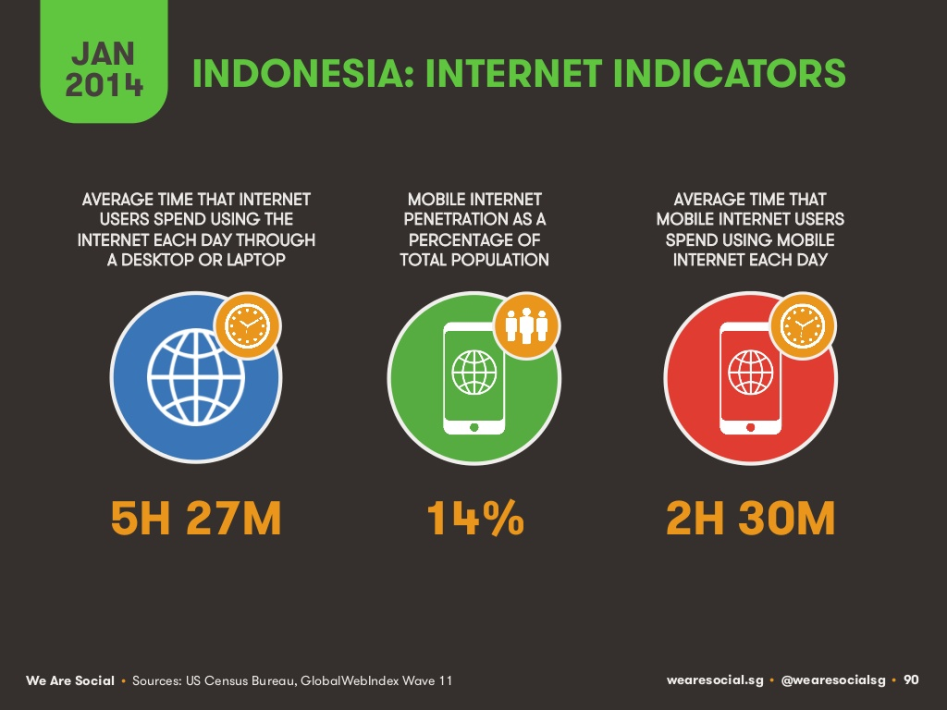 JAN
2014
INDONESIA: INTERNET INDICATORS
AVERAGE TIME THAT INTERNET
USERS SPEND USING THE
INTERNET EACH DAY THROUGH
A DESKTOP OR LAPTOP
MOBILE INTERNET
PENETRATION AS A
PERCENTAGE OF
TOTAL POPULATION
AVERAGE TIME THAT
MOBILE INTERNET USERS
SPEND USING MOBILE
INTERNET EACH DAY
5H 27M
14%
2H 30M
We Are Social • Sources: US Census Bureau, GlobalWebIndex Wave 11
wearesocial.sg • @wearesocialsg • 90